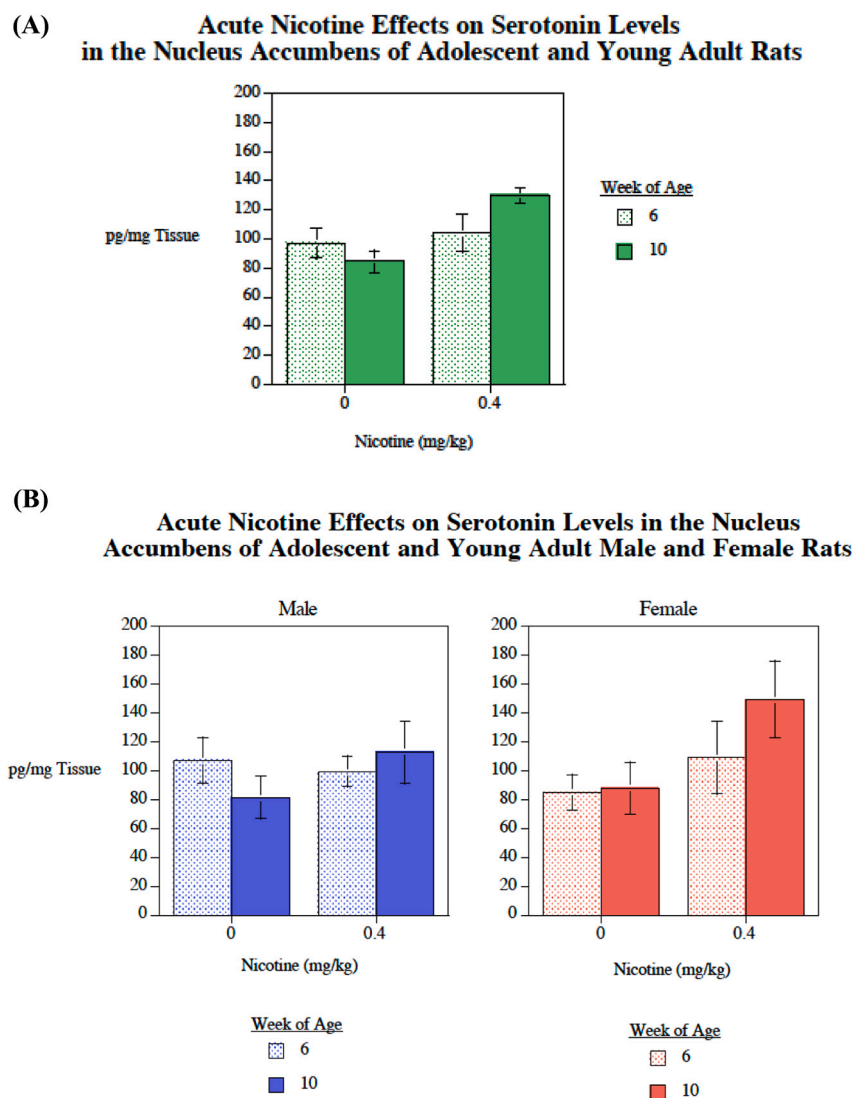 (A)
Acute Nicotine Effects on Serotonin Levels
in the Nucleus Accumbens of Adolescent and Young Adult Rats
200
180
160
140
120
100
80
60
40
20
0
pg/mg Tissue
0
0.4
Nicotine (mg/kg)
Week of Age
6
10
(B)
Acute Nicotine Effects on Serotonin Levels in the Nucleus
Accumbens of Adolescent and Young Adult Male and Female Rats
Male
200
180
160
140
120
100
80
60
40
20
0
pg/mg Tissue
0
0.4
Nicotine (mg/kg)
Week of Age
6
10
Female
200
180
160
140
120
100
80
60
40
20
0
0
0.4
Nicotine (mg/kg)
Week of Age
6
10